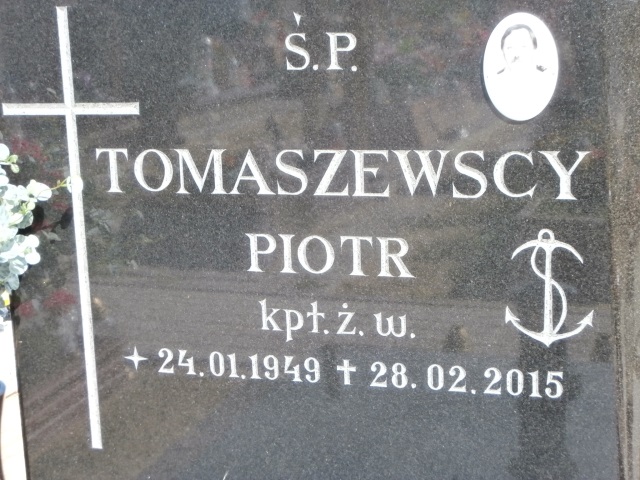 Ś.P.
TOMASZEWSCY
PIOTR
kpt. ż. w.
24.01.1949 † 28.02.2015